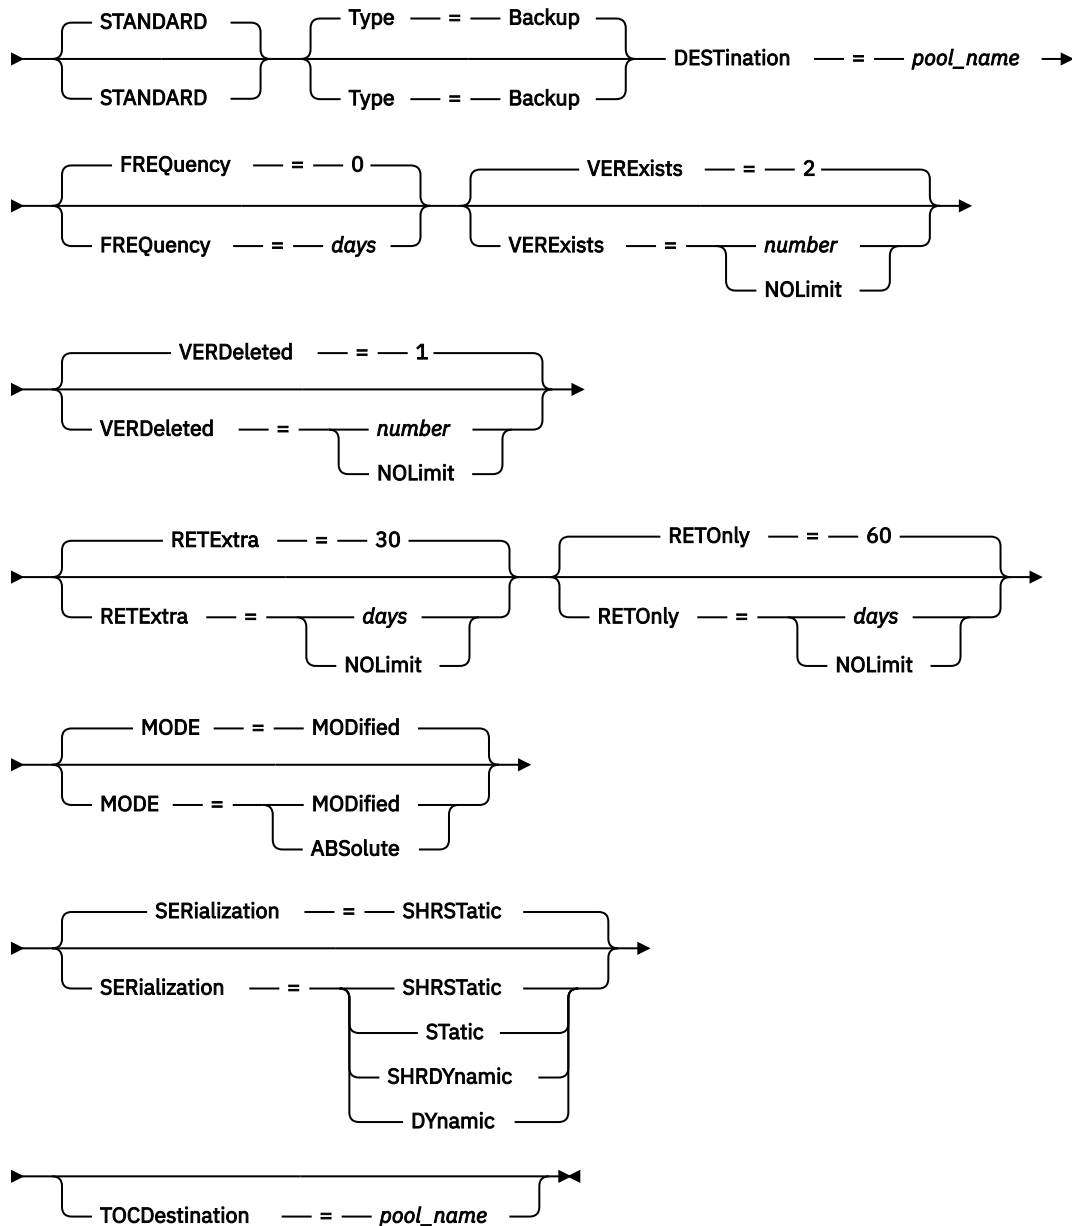 STANDARD Type = Backup
DESTination = pool_name
STANDARD Type = Backup
FREQuency = 0 VERExists = 2
FREQuency = days VERExists = number
NOLimit
VERDeleted = 1
VERDeleted = number
NOLimit
RETExtra = 30 RETOnly = 60
RETExtra = days RETOnly = days
NOLimit NOLimit
MODE = MODified
MODE = MODified
ABSolute
SERialization = SHRSTatic
SERialization = SHRSTatic
STatic
SHRDYnamic
DYnamic
TOCDestination = pool_name